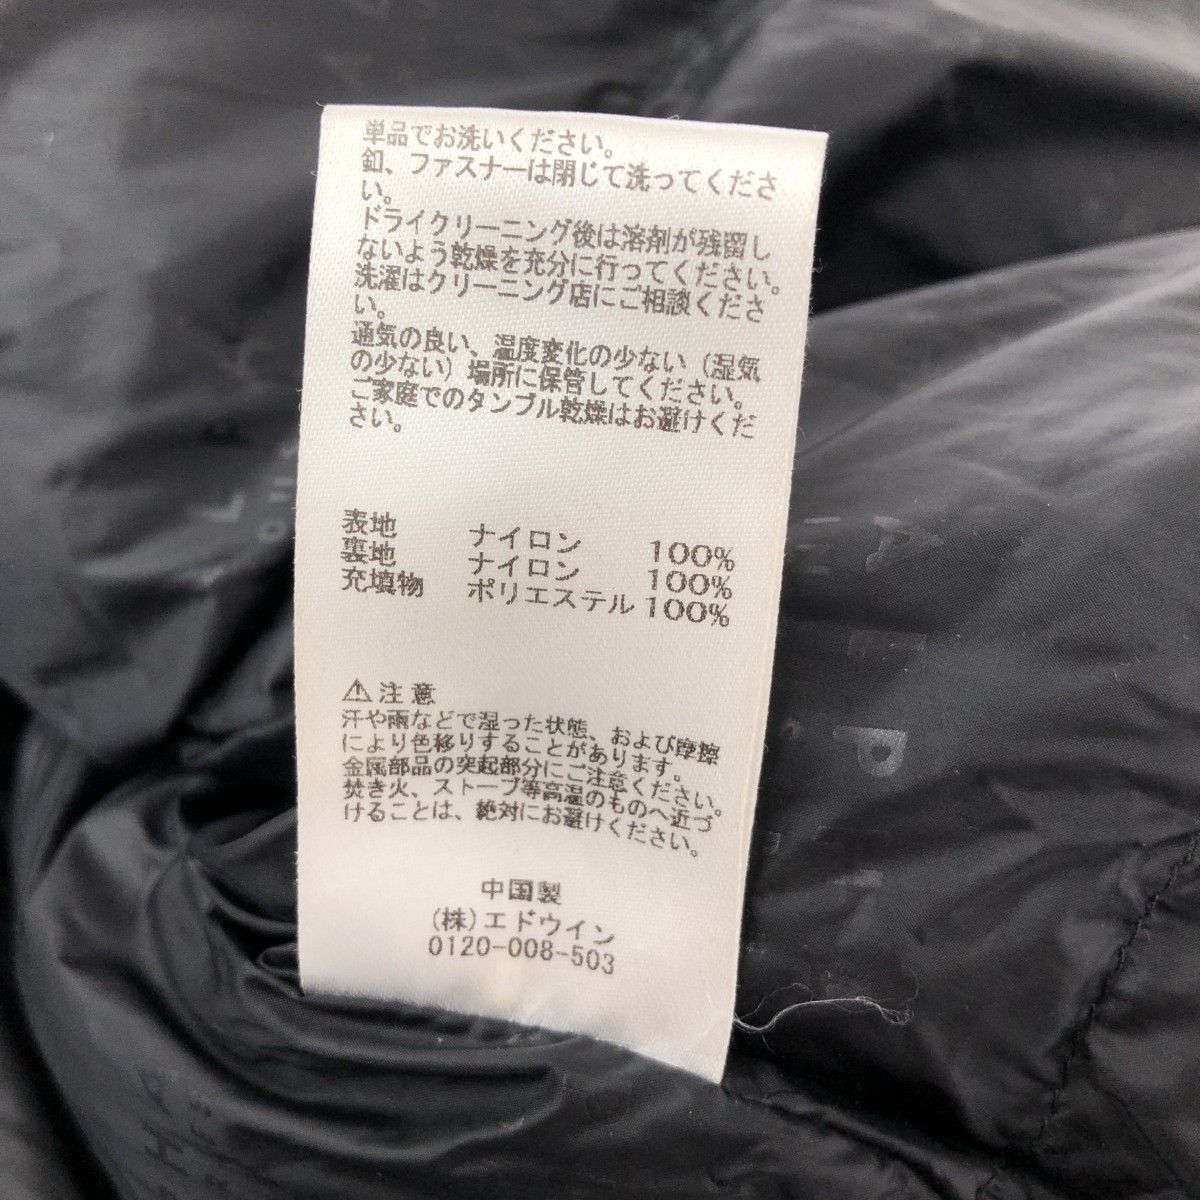 単品でお洗いください。
釦、ファスナーは閉じて洗ってくださ
い。
ドライクリーニング後は溶剤が残留し
ないよう乾燥を充分に行ってください。
洗濯はクリーニング店にご相談くださ
い。
通気の良い、温度変化の少ない（湿気
の少ない）場所に保管してください。
ご家庭でのタンブル乾燥はお避けくだ
さい。
表地 ナイロン 100%
裏地 ナイロン 100%
充填物 ポリエステル 100%
⚠注意
汗や雨などで湿った状態、および摩擦
により色移りすることがあります。
金属部品の突起部分にご注意ください。
焚き火、ストーブ等高温のものへ近づ
けることは、絶対にお避けください。
中国製
(株)エドウイン
0120-008-503